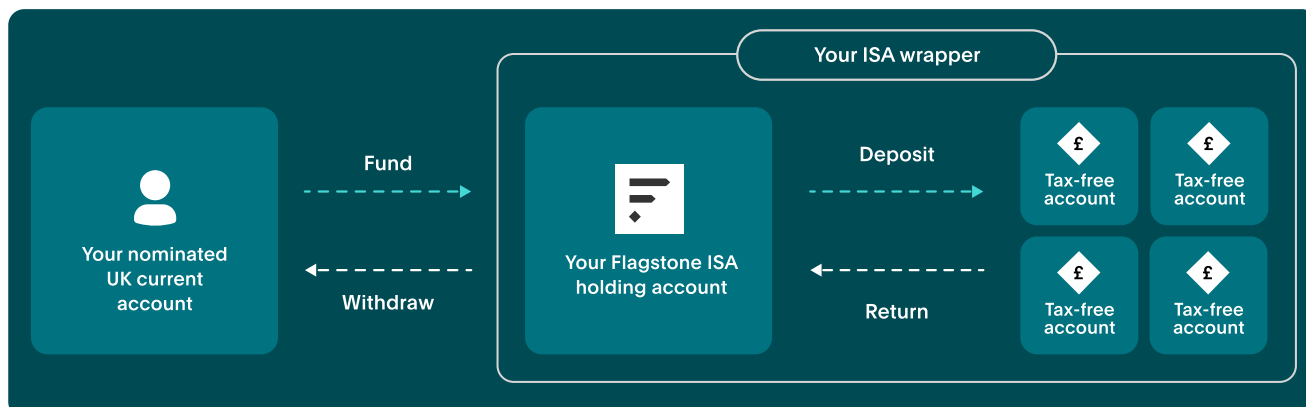 Your ISA wrapper
Your nominated
UK current
account
Fund
Withdraw
Your Flagstone ISA
holding account
Deposit
Return
£
Tax-free
account
£
Tax-free
account
£
Tax-free
account
£
Tax-free
account